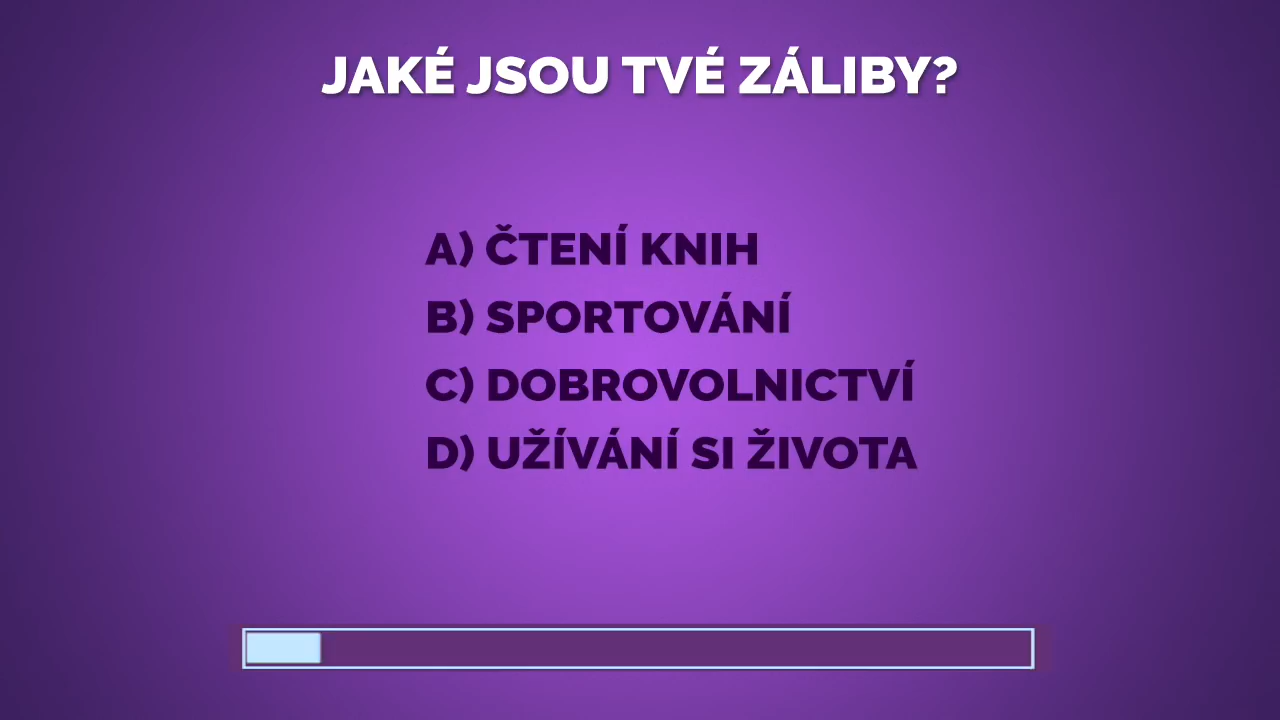 JAKÉ JSOU TVÉ ZÁLIBY?
A) ČTENÍ KNIH
B) SPORTOVÁNÍ
C) DOBROVOLNICTVÍ
D) UŽÍVÁNÍ SI ŽIVOTA